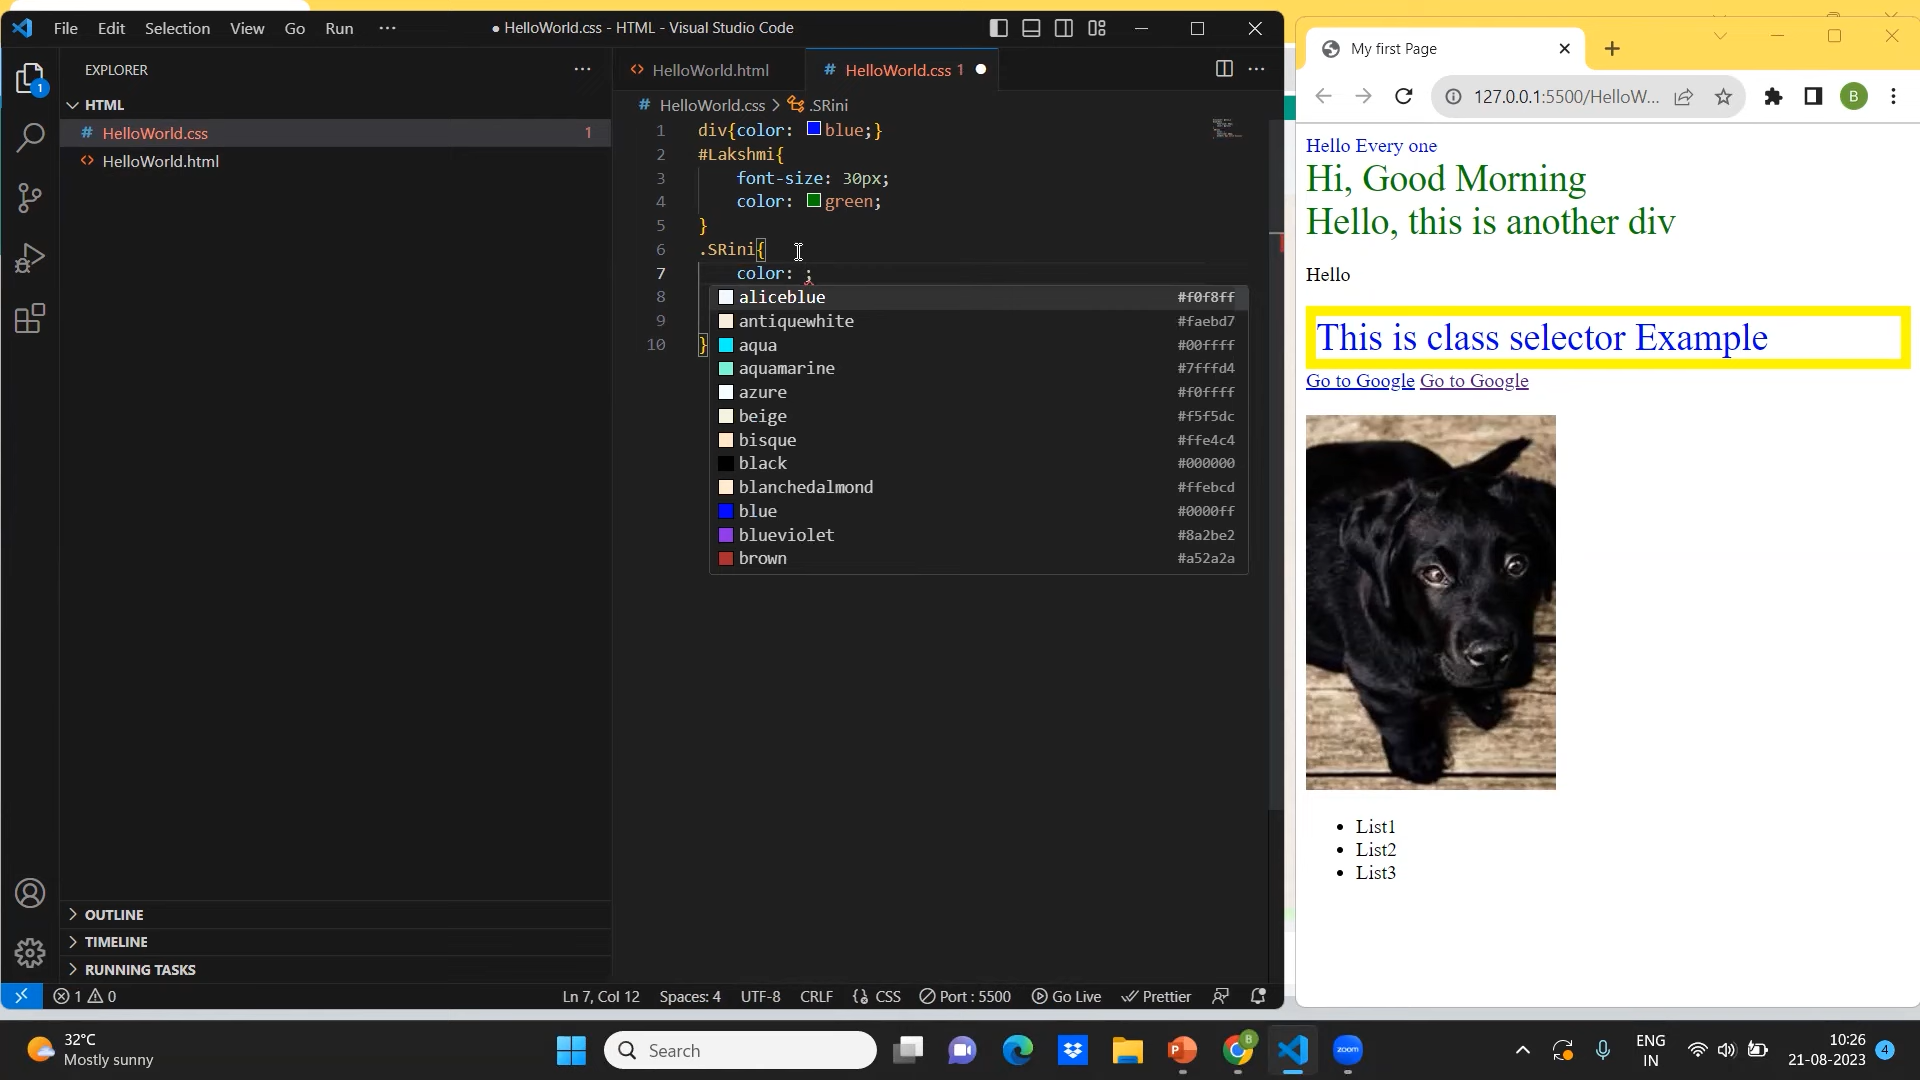 File Edit Selection View Go Run ···
● HelloWorld.css - HTML - Visual Studio Code
EXPLORER
HTML
# HelloWorld.css 1
<> HelloWorld.html
1
OUTLINE
TIMELINE
RUNNING TASKS
<> HelloWorld.html
# HelloWorld.css 1 ●
# HelloWorld.css > .SRini
1 div{color: blue;}
2 #Lakshmi{
3 font-size: 30px;
4 color: green;
5 }
6 .SRini{
7 color: ;
8
9
10 }
aliceblue #f0f8ff
antiquewhite #faebd7
aqua #00ffff
aquamarine #7fffd4
azure #f0ffff
beige #f5f5dc
bisque #ffe4c4
black #000000
blanchedalmond #ffebcd
blue #0000ff
blueviolet #8a2be2
brown #a52a2a
1 0 Ln 7, Col 12 Spaces: 4 UTF-8 CRLF {} CSS Port : 5500 Go Live Prettier
My first Page
127.0.0.1:5500/HelloW...
B
Hello Every one
Hi, Good Morning
Hello, this is another div
Hello
This is class selector Example
Go to Google Go to Google
• List1
• List2
• List3
32°C
Mostly sunny
Search
B
P
zoom
ENG
IN
10:26
21-08-2023
4